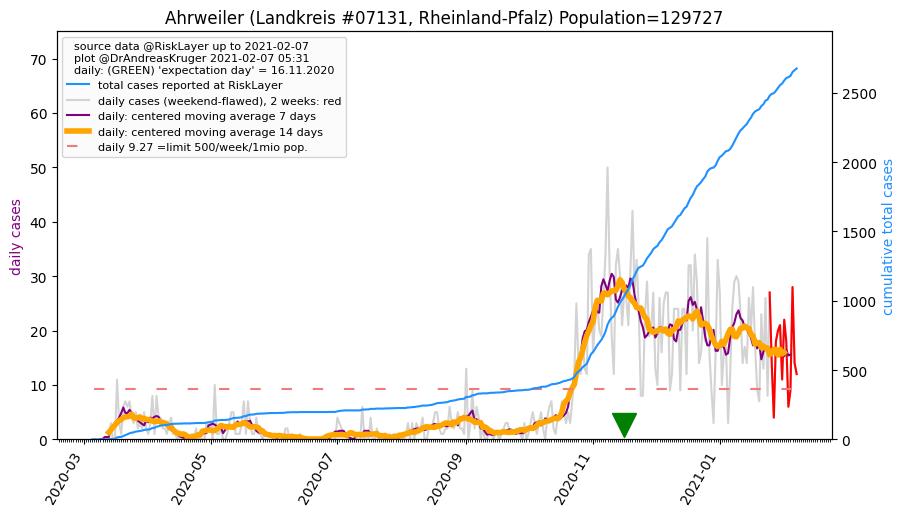 Ahrweiler (Landkreis #07131, Rheinland-Pfalz) Population=129727
source data @RiskLayer up to 2021-02-07
plot @DrAndreasKruger 2021-02-07 05:31
daily: (GREEN) 'expectation day' = 16.11.2020
total cases reported at RiskLayer
daily cases (weekend-flawed), 2 weeks: red
daily: centered moving average 7 days
daily: centered moving average 14 days
daily 9.27 =limit 500/week/1mio pop.
daily cases
70
60
50
40
30
20
10
0
cumulative total cases
2500
2000
1500
1000
500
0
2020-03
2020-05
2020-07
2020-09
2020-11
2021-01